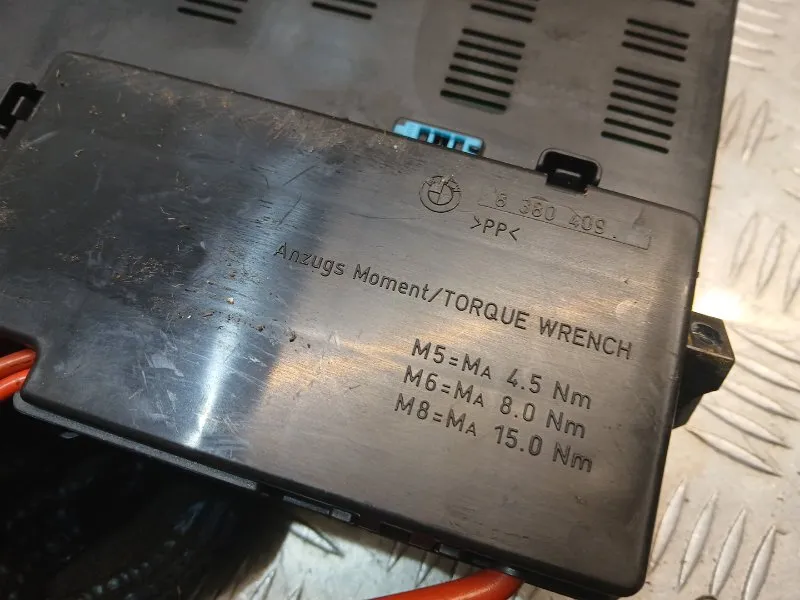 6 380 409.
>PP<
Anzugs Moment/TORQUE WRENCH
M5=MA 4.5 Nm
M6=MA 8.0 Nm
M8=MA 15.0 Nm